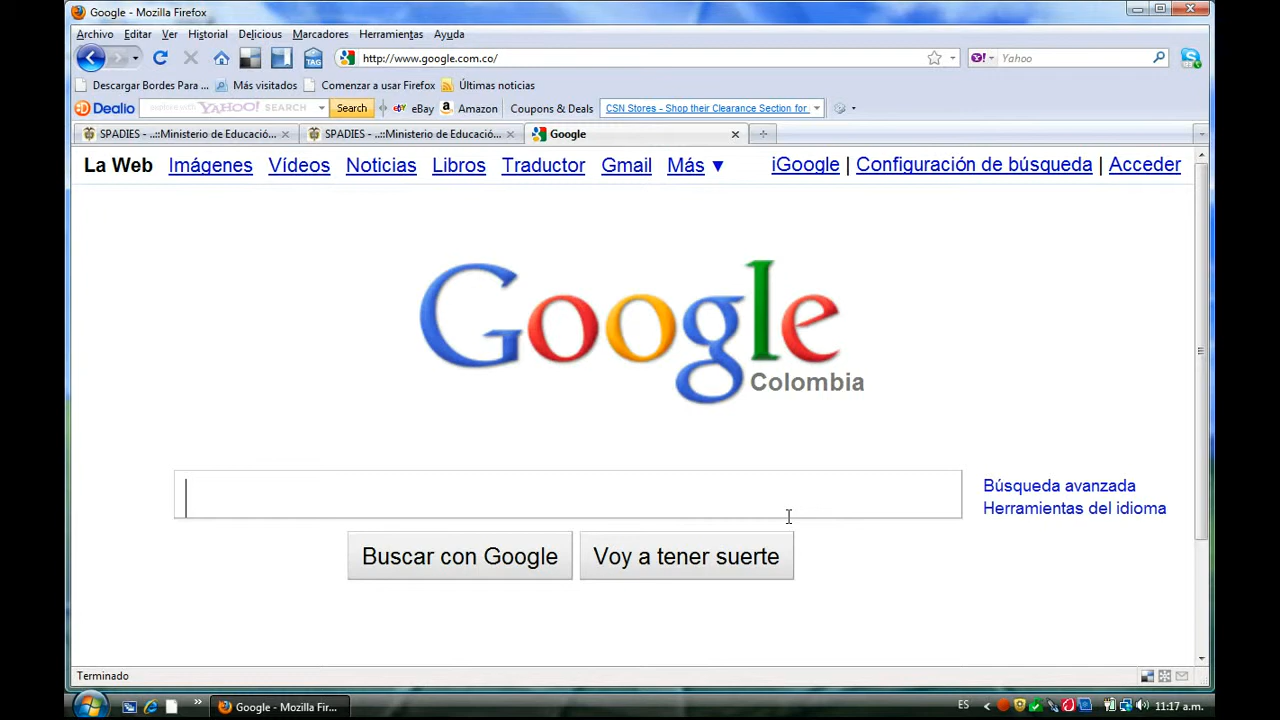 Google - Mozilla Firefox
Archivo Editar Ver Historial Delicious Marcadores Herramientas Ayuda
TAG http://www.google.com.co/ Y! Yahoo
Descargar Bordes Para ... Más visitados Comenzar a usar Firefox Últimas noticias
Dealio YAHOO! SEARCH Search eBay Amazon Coupons & Deals CSN Stores - Shop their Clearance Section for
SPADIES - ..::Ministerio de Educació... SPADIES - ..::Ministerio de Educació... Google
La Web Imágenes Vídeos Noticias Libros Traductor Gmail Más ▼ iGoogle | Configuración de búsqueda | Acceder
Google
Colombia
Búsqueda avanzada
Herramientas del idioma
Buscar con Google Voy a tener suerte
Terminado
Google - Mozilla Fir... ES 11:17 a.m.